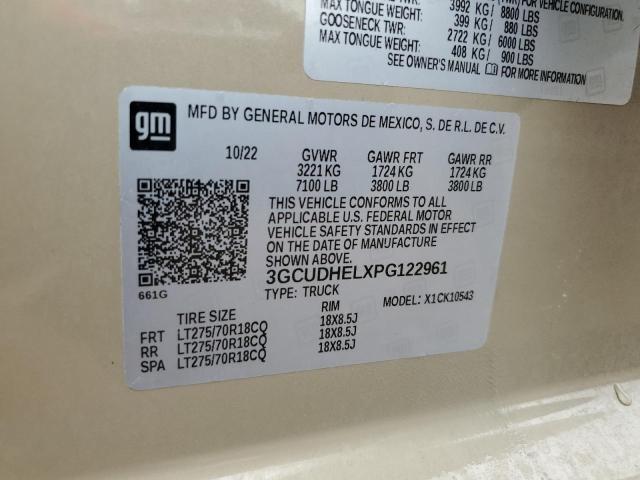 (TWR) FOR VEHICLE CONFIGURATION.
TWR: 3992 KG/ 8800 LBS
MAX TONGUE WEIGHT: 399 KG/ 880 LBS
GOOSENECK TWR: 2722 KG/ 6000 LBS
MAX TONGUE WEIGHT: 408 KG/ 900 LBS
SEE OWNER'S MANUAL FOR MORE INFORMATION
gm
MFD BY GENERAL MOTORS DE MEXICO, S. DE R.L. DE C.V.
10/22 GVWR GAWR FRT GAWR RR
3221 KG 1724 KG 1724 KG
7100 LB 3800 LB 3800 LB
THIS VEHICLE CONFORMS TO ALL
APPLICABLE U.S. FEDERAL MOTOR
VEHICLE SAFETY STANDARDS IN EFFECT
ON THE DATE OF MANUFACTURE
SHOWN ABOVE.
3GCUDHELXPG122961
661G
TYPE: TRUCK MODEL: X1CK10543
TIRE SIZE RIM
FRT LT275/70R18CQ 18X8.5J
RR LT275/70R18CQ 18X8.5J
SPA LT275/70R18CQ 18X8.5J